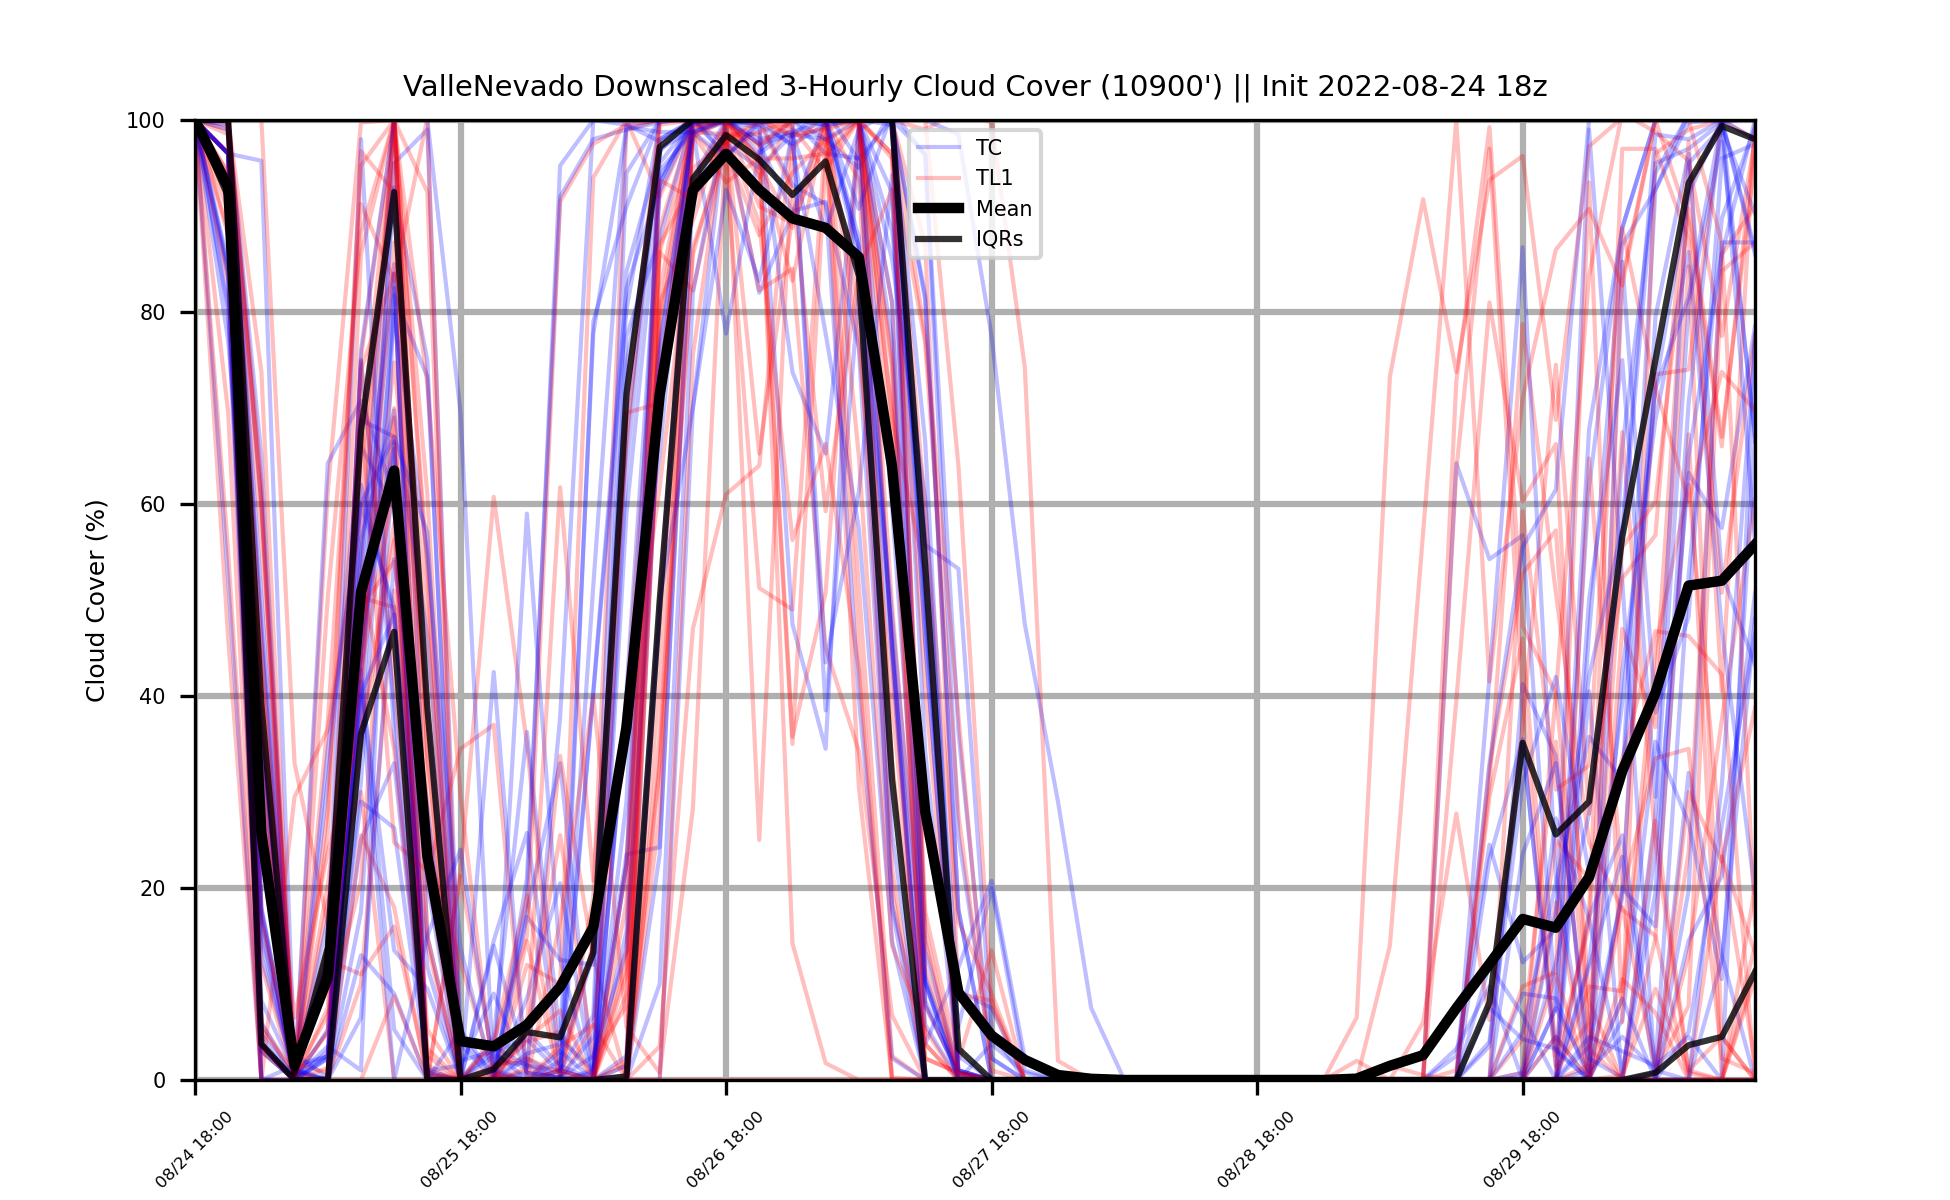 ValleNevado Downscaled 3-Hourly Cloud Cover (10900') || Init 2022-08-24 18z
Cloud Cover (%)
100
80
60
40
20
0
TC
TL1
Mean
IQRs
08/24 18:00
08/25 18:00
08/26 18:00
08/27 18:00
08/28 18:00
08/29 18:00